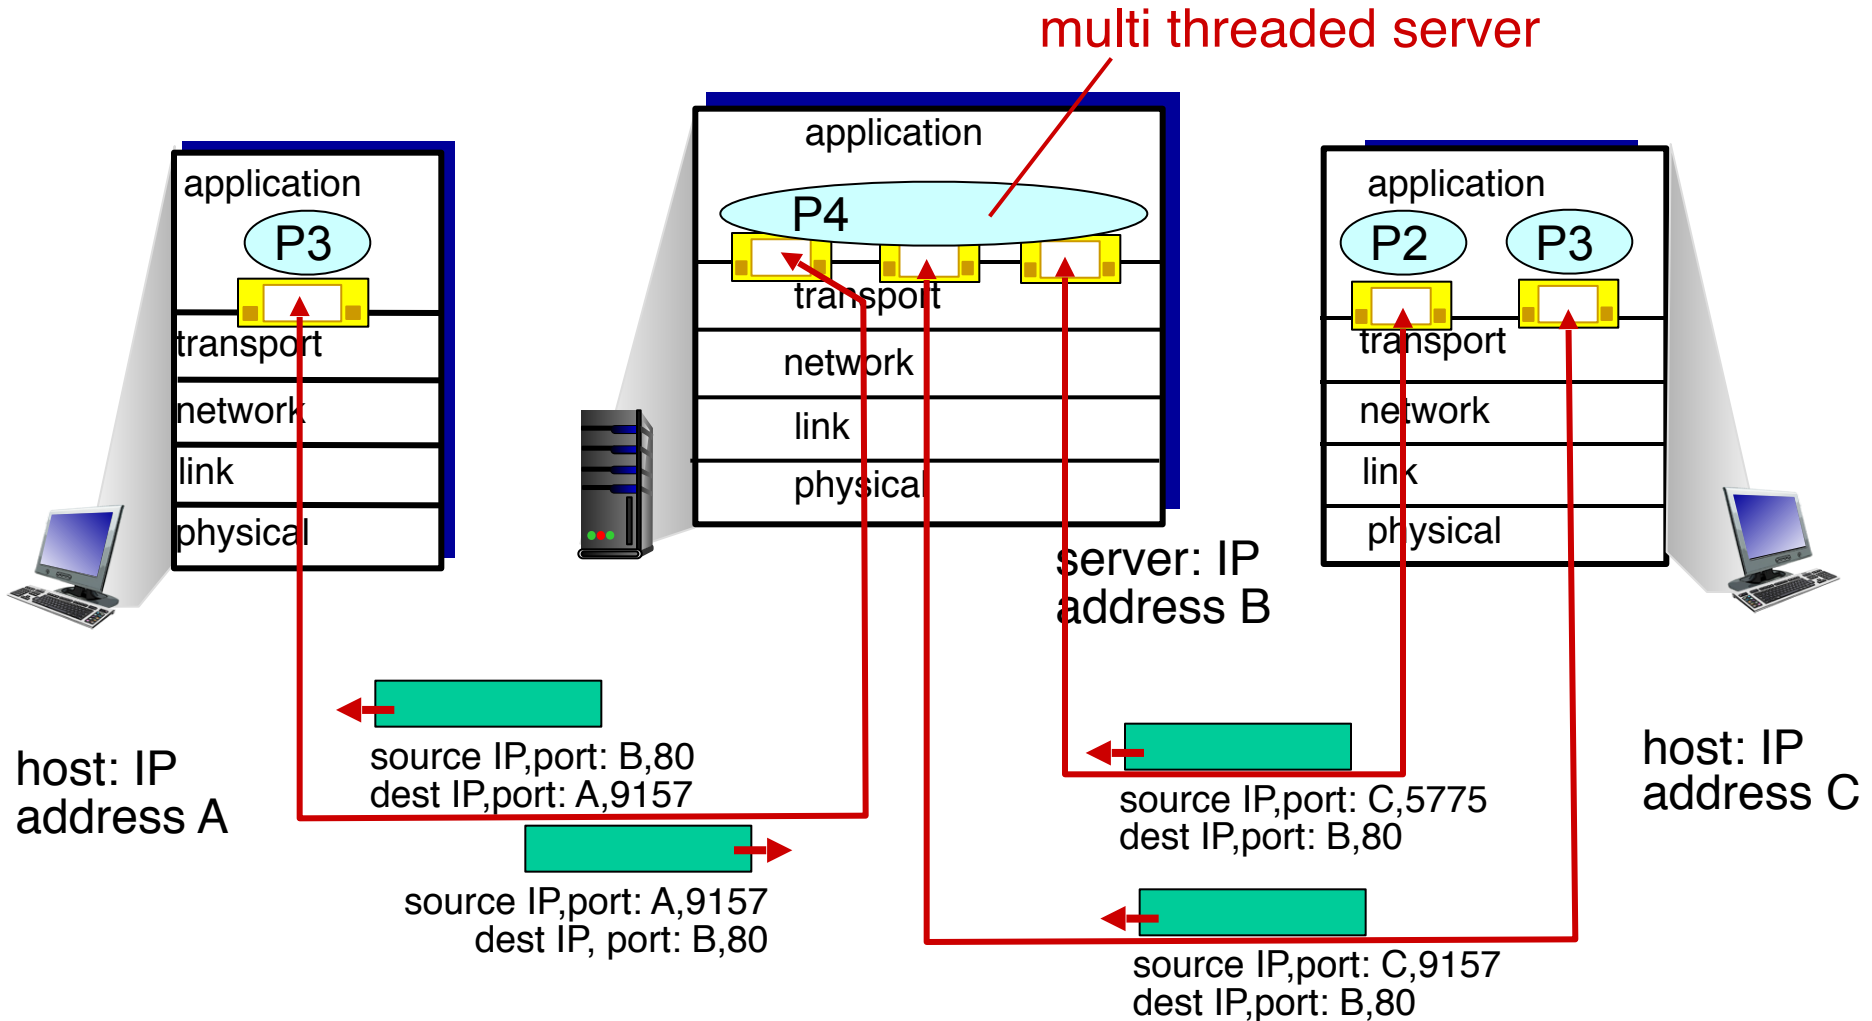 multi threaded server
application
P3
transport
network
link
physical
host: IP
address A
application
P4
transport
network
link
physical
server: IP
address B
application
P2
P3
transport
network
link
physical
host: IP
address C
source IP,port: B,80
dest IP,port: A,9157
source IP,port: A,9157
dest IP, port: B,80
source IP,port: C,5775
dest IP,port: B,80
source IP,port: C,9157
dest IP,port: B,80